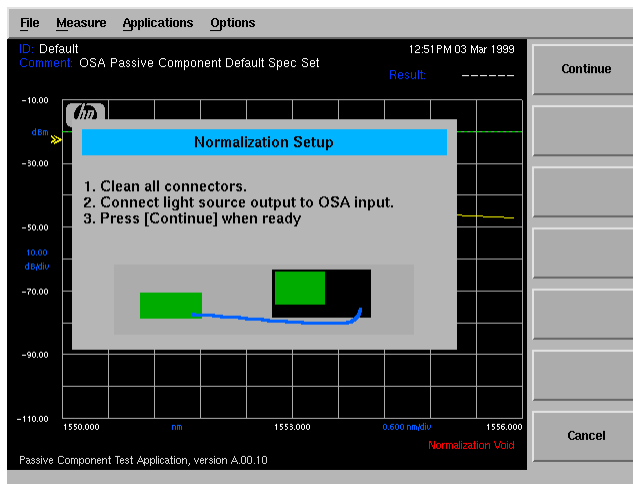 File Measure Applications Options
ID: Default
12:51PM 03 Mar 1999
Comment: OSA Passive Component Default Spec Set
Result: ------
Continue
-10.00
hp
dBm
Normalization Setup
-30.00
1. Clean all connectors.
2. Connect light source output to OSA input.
3. Press [Continue] when ready
-50.00
10.00
dB/div
-70.00
-90.00
-110.00
1550.000 nm 1553.000 0.600 nm/div 1556.000
Cancel
Normalization Void
Passive Component Test Application, version A.00.10